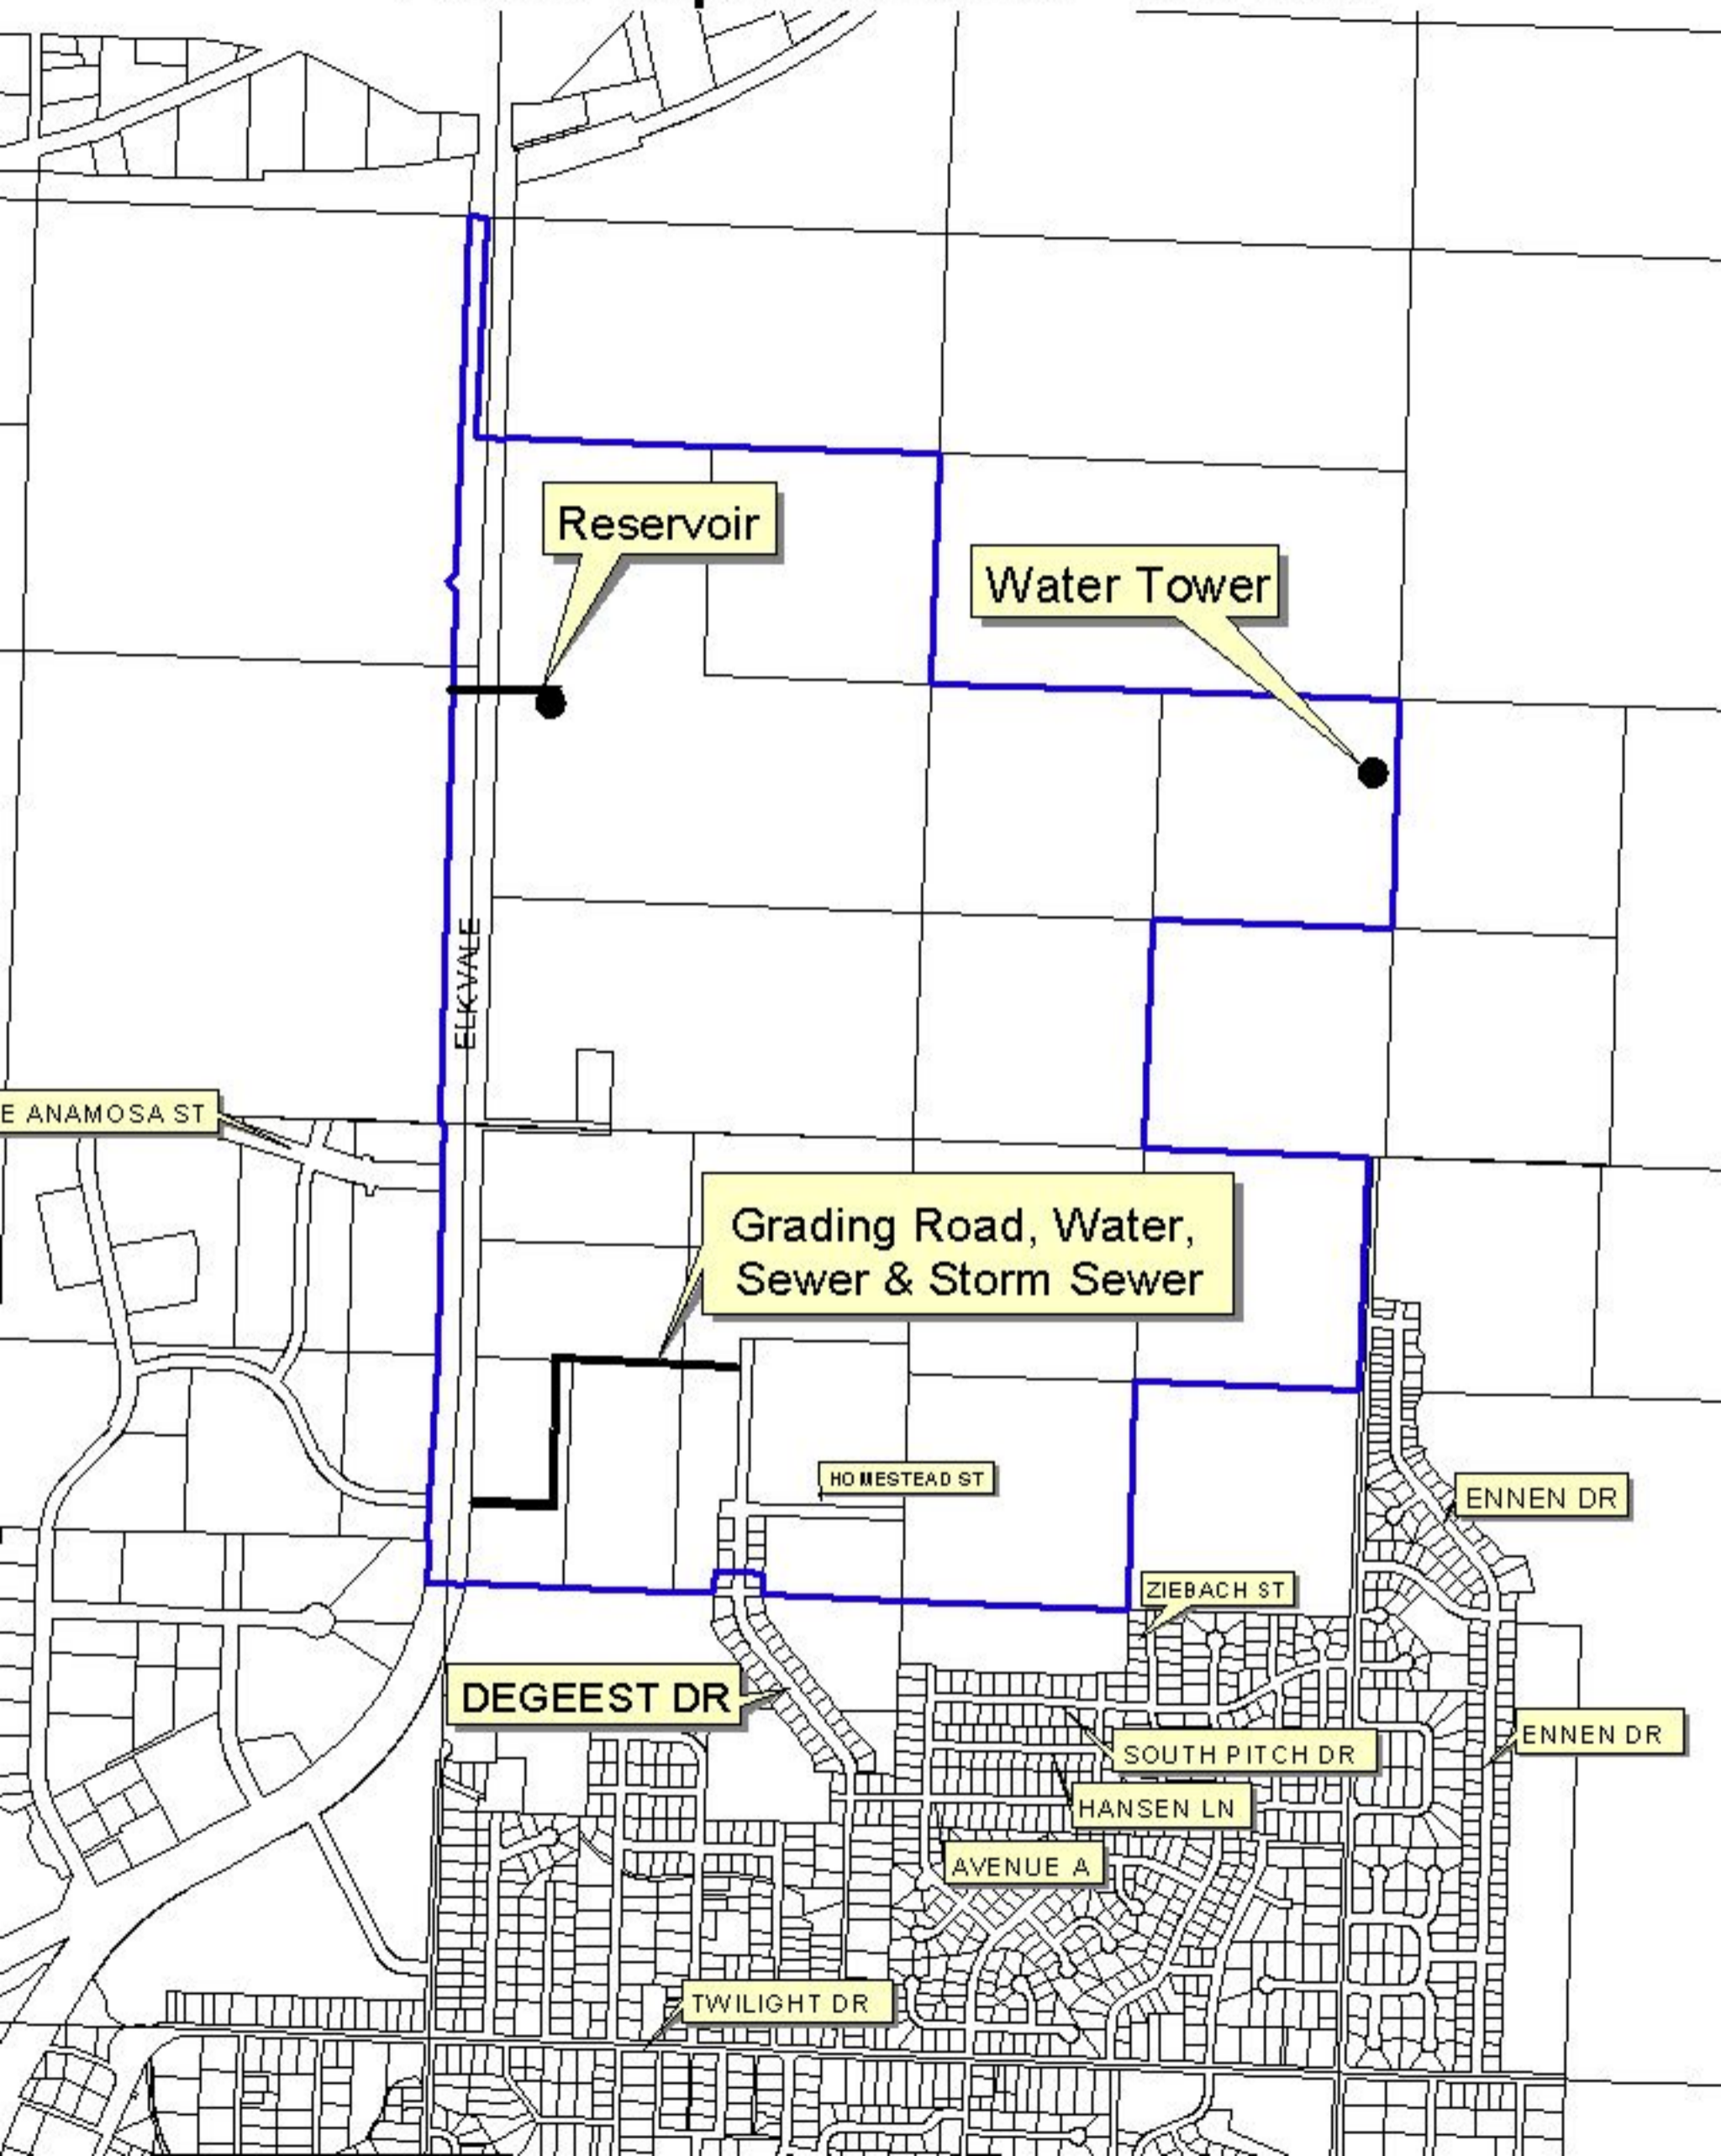 Reservoir
Water Tower
ELKVALE
E ANAMOSA ST
Grading Road, Water,
Sewer & Storm Sewer
HOMESTEAD ST
ENNEN DR
ZIEBACH ST
DEGEEST DR
SOUTH PITCH DR
ENNEN DR
HANSEN LN
AVENUE A
TWILIGHT DR